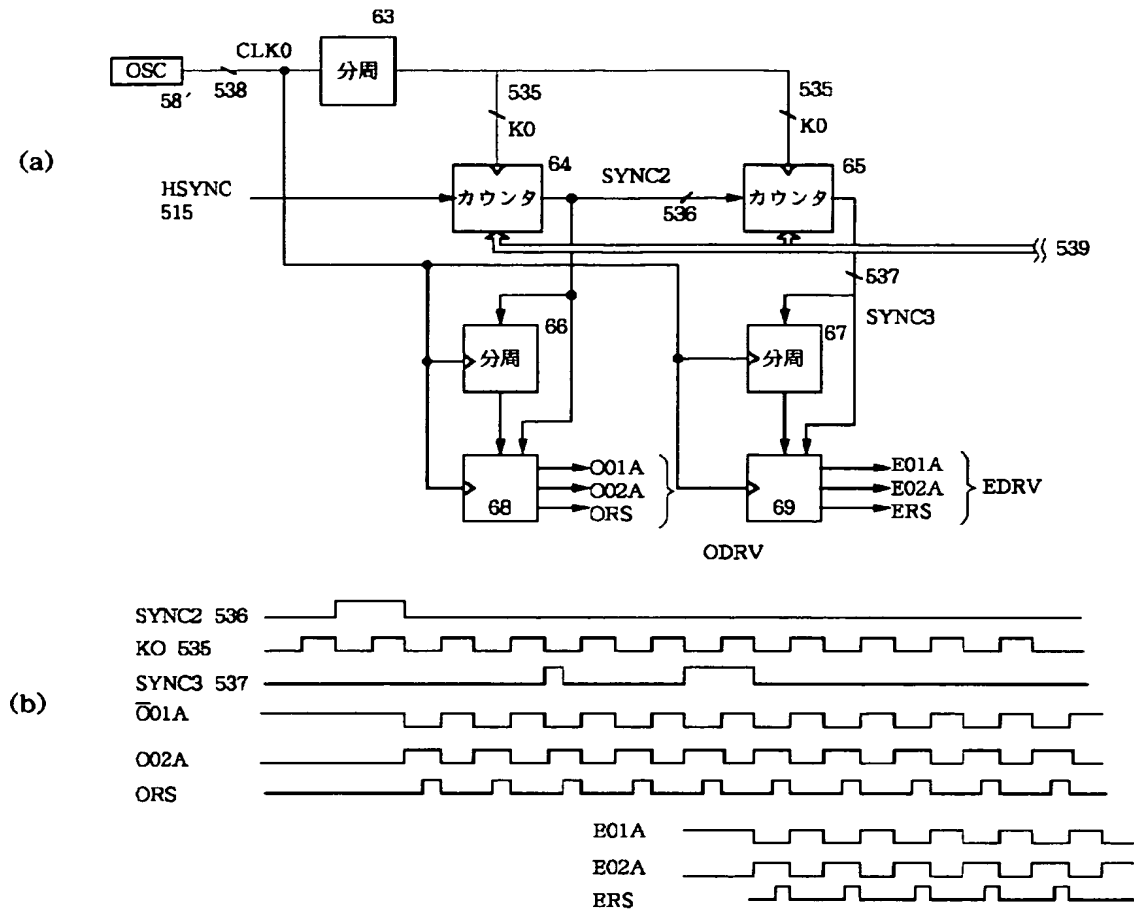 63
CLK0
OSC
538
58′
分周
535
K0
535
K0
(a)
64
65
HSYNC
515
カウンタ
SYNC2
536
カウンタ
539
537
SYNC3
66
分周
67
分周
68
O01A
O02A
ORS
69
E01A
E02A
ERS
EDRV
ODRV
(b)
SYNC2 536
KO 535
SYNC3 537
O̅01A
O02A
ORS
E01A
E02A
ERS